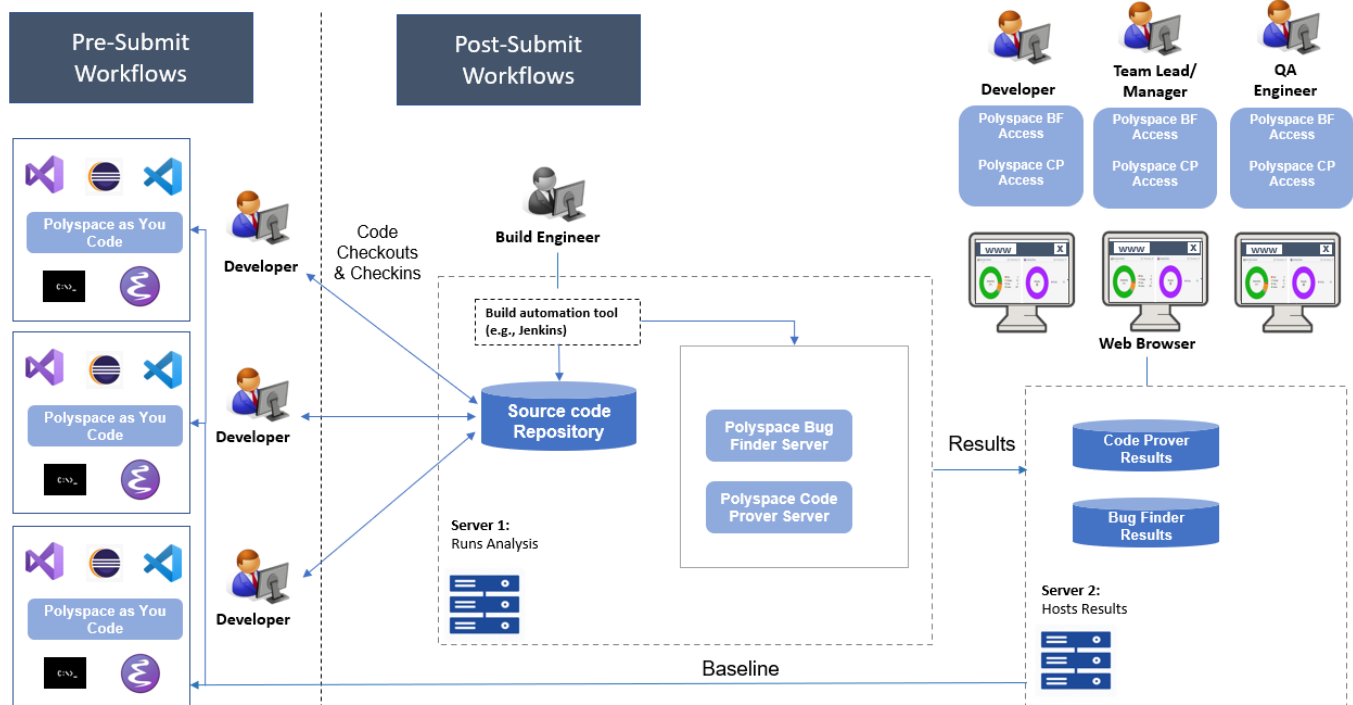 Pre-Submit
Workflows
Post-Submit
Workflows
Developer
Team Lead/
Manager
QA
Engineer
Polyspace BF
Access
Polyspace CP
Access
Polyspace BF
Access
Polyspace CP
Access
Polyspace BF
Access
Polyspace CP
Access
www
X
www
X
www
X
Web Browser
Polyspace as You
Code
C:\>_
Developer
Polyspace as You
Code
C:\>_
Developer
Polyspace as You
Code
C:\>_
Developer
Code
Checkouts
& Checkins
Build Engineer
Build automation tool
(e.g., Jenkins)
Source code
Repository
Polyspace Bug
Finder Server
Polyspace Code
Prover Server
Server 1:
Runs Analysis
Results
Code Prover
Results
Bug Finder
Results
Server 2:
Hosts Results
Baseline